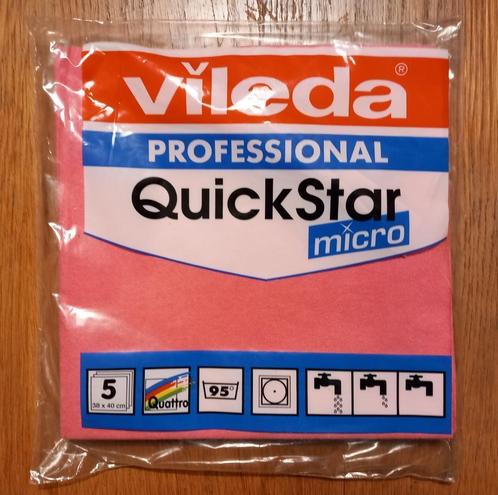 vileda®
PROFESSIONAL
QuickStar
micro
5
38 x 40 cm
Quattro
95°